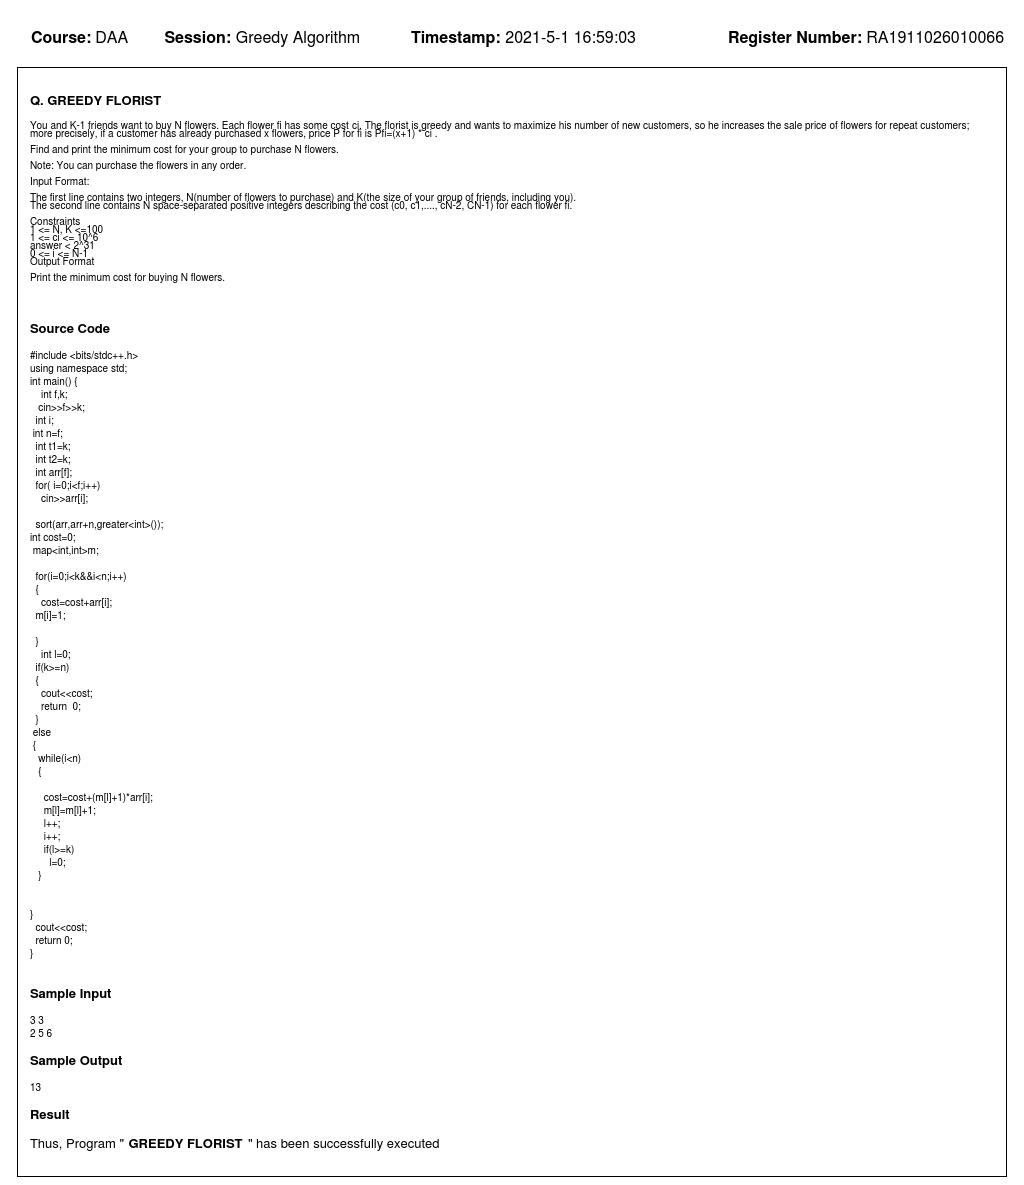 Course: DAA Session: Greedy Algorithm Timestamp: 2021-5-1 16:59:03 Register Number: RA1911026010066
Q. GREEDY FLORIST
You and K-1 friends want to buy N flowers. Each flower fi has some cost ci. The florist is greedy and wants to maximize his number of new customers, so he increases the sale price of flowers for repeat customers;
more precisely, if a customer has already purchased x flowers, price P for fi is Pfi=(x+1) * ci .
Find and print the minimum cost for your group to purchase N flowers.
Note: You can purchase the flowers in any order.
Input Format:
The first line contains two integers, N(number of flowers to purchase) and K(the size of your group of friends, including you).
The second line contains N space-separated positive integers describing the cost (c0, c1,...., cN-2, CN-1) for each flower fi.
Constraints
1 <= N, K <=100
1 <= ci <= 10^6
answer < 2^31
0 <= i <= N-1
Output Format
Print the minimum cost for buying N flowers.
Source Code
#include <bits/stdc++.h>
using namespace std;
int main() {
int f,k;
cin>>f>>k;
int i;
int n=f;
int t1=k;
int t2=k;
int arr[f];
for( i=0;i<f;i++)
cin>>arr[i];
sort(arr,arr+n,greater<int>());
int cost=0;
map<int,int>m;
for(i=0;i<k&&i<n;i++)
{
cost=cost+arr[i];
m[i]=1;
}
int l=0;
if(k>=n)
{
cout<<cost;
return  0;
}
else
{
while(i<n)
{
cost=cost+(m[l]+1)*arr[i];
m[l]=m[l]+1;
l++;
i++;
if(l>=k)
l=0;
}
}
cout<<cost;
return 0;
}
Sample Input
3 3
2 5 6
Sample Output
13
Result
Thus, Program " GREEDY FLORIST " has been successfully executed